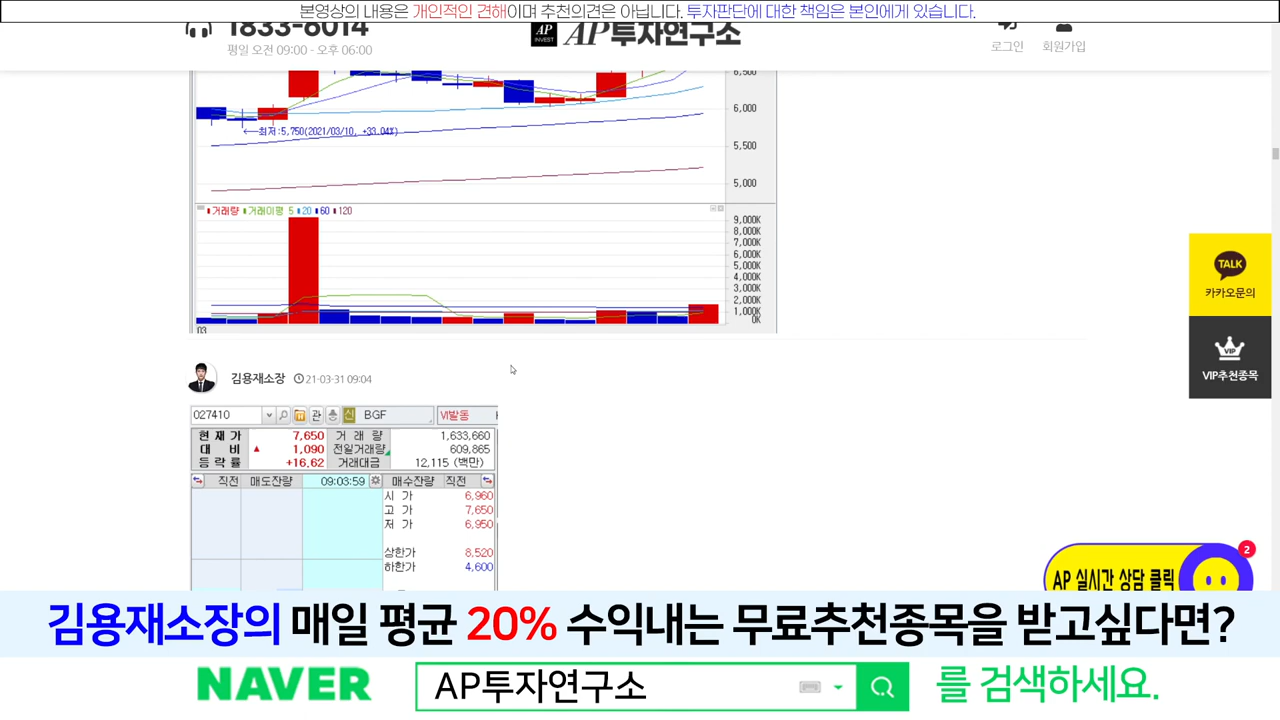 본영상의 내용은 개인적인 견해이며 추천의견은 아닙니다. 투자판단에 대한 책임은 본인에게 있습니다.
1833-6014
평일 오전 09:00 - 오후 06:00
AP INVEST AP투자연구소
로그인 회원가입
6,500
6,000
최저:5,750(2021/03/10, +33.04%)
5,500
5,000
거래량 거래이평 5 20 60 120
9,000K
8,000K
7,000K
6,000K
5,000K
4,000K
3,000K
2,000K
1,000K
0K
03
TALK
카카오문의
VIP
VIP추천종목
김용재소장 21-03-31 09:04
027410 관 신 BGF VI발동
현재가 7,650 거래량 1,633,660
대비 ▲ 1,090 전일거래량 609,865
등락률 +16,62 거래대금 12,115 (백만)
직전 매도잔량 09:03:59 매수잔량 직전
시가 6,960
고가 7,650
저가 6,950
상한가 8,520
하한가 4,600
2
AP 실시간 상담 클릭
김용재소장의 매일 평균 20% 수익내는 무료추천종목을 받고싶다면?
NAVER AP투자연구소 를 검색하세요.